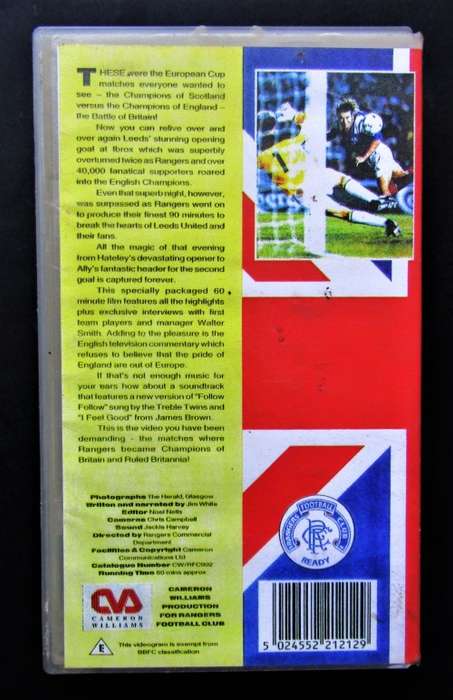 THESE were the European Cup
matches everyone wanted to
see – the Champions of Scotland
versus the Champions of England –
the Battle of Britain!
Now you can relive over and
over again Leeds' stunning opening
goal at Ibrox which was superbly
overturned twice as Rangers and over
40,000 fanatical supporters roared
into the English Champions.
Even that superb night, however,
was surpassed as Rangers went on
to produce their finest 90 minutes to
break the hearts of Leeds United and
their fans.
All the magic of that evening
from Hateley's devastating opener to
Ally's fantastic header for the second
goal is captured forever.
This specially packaged 60
minute film features all the highlights
plus exclusive interviews with first
team players and manager Walter
Smith. Adding to the pleasure is the
English television commentary which
refuses to believe that the pride of
England are out of Europe.
If that's not enough music for
your ears how about a soundtrack
that features a new version of "Follow
Follow" sung by the Treble Twins and
"I Feel Good" from James Brown.
This is the video you have been
demanding - the matches where
Rangers became Champions of
Britain and Ruled Britannia!
Photographs The Herald, Glasgow
Written and narrated by Jim White
Editor Noel Nelis
Camera Chris Campbell
Sound Jackie Harvey
Directed by Rangers Commercial
Department
Facilities & Copyright Cameron
Communications Ltd
Catalogue Number CW/RFC992
Running Time 60 mins approx
CAMERON
WILLIAMS
CAMERON
WILLIAMS
PRODUCTION
FOR RANGERS
FOOTBALL CLUB
E
This videogram is exempt from
BBFC classification
RANGERS FOOTBALL CLUB
READY
5 024552 212129